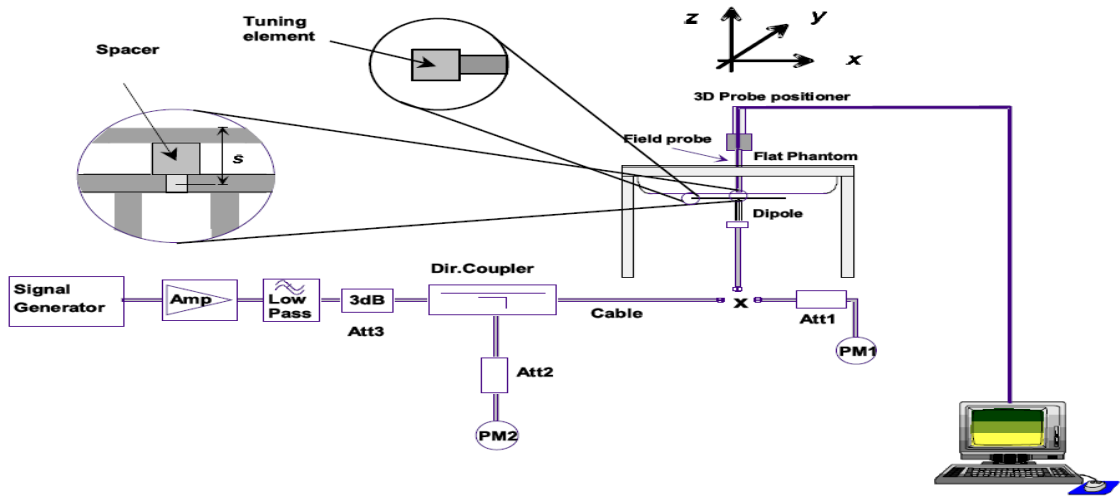 Tuning
element
Spacer
s
z
y
x
3D Probe positioner
Field probe
Flat Phantom
Dipole
Dir.Coupler
Signal
Generator
Amp
Low
Pass
3dB
Att3
Cable
x
Att1
PM1
Att2
PM2